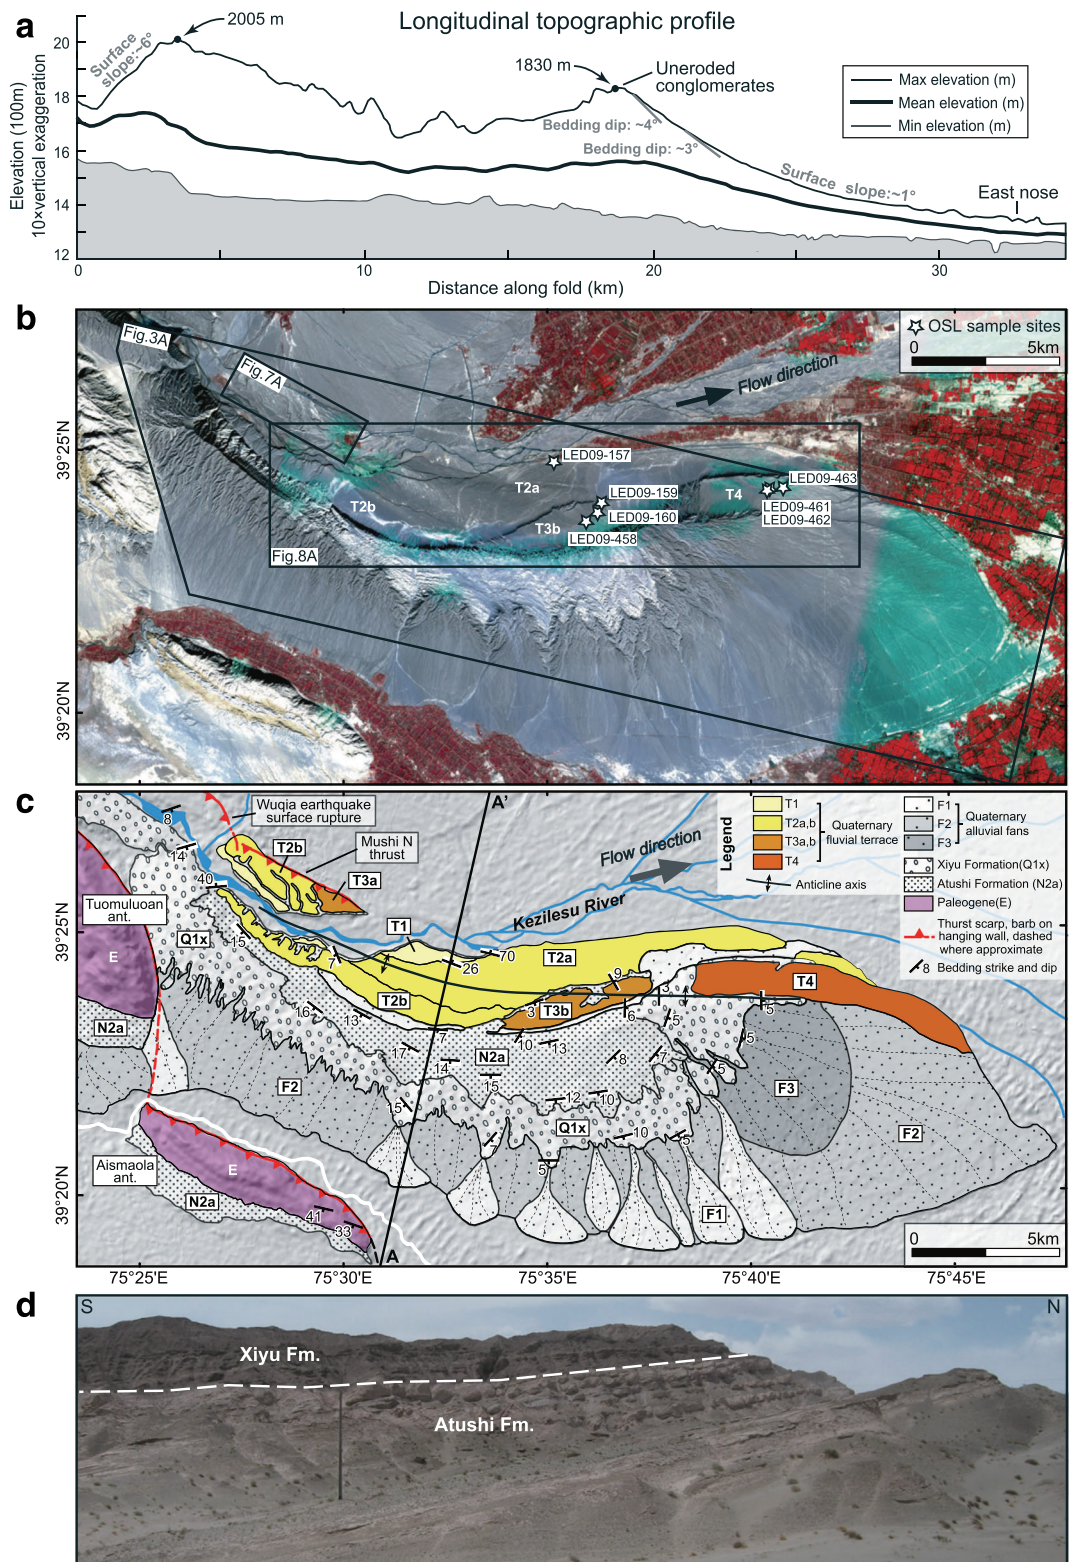 a
Longitudinal topographic profile
2005 m
Surface
slope:~6°
1830 m
Uneroded
conglomerates
Bedding dip: ~4°
Bedding dip: ~3°
Surface slope:~1°
East nose
Max elevation (m)
Mean elevation (m)
Min elevation (m)
Elevation (100m)
10×vertical exaggeration
20
18
16
14
12
0
10
20
30
Distance along fold (km)
b
Fig.3A
Fig.7A
Fig.8A
OSL sample sites
0 5km
Flow direction
LED09-157
LED09-463
LED09-159
LED09-461
LED09-160
LED09-462
LED09-458
T2a
T2b
T3b
T4
39°25'N
39°20'N
c
A'
Wuqia earthquake
surface rupture
Mushi N
thrust
T2b
T3a
T1
Tuomuluoan
ant.
E
Q1x
N2a
F2
T2b
T2a
T3b
T4
N2a
Q1x
F3
F2
F1
Aismaola
ant.
E
N2a
A
Kezilesu River
Flow direction
8
14
40
15
7
26
70
9
3
3
6
5
5
5
5
16
13
17
7
14
10
13
15
8
7
12
10
15
7
10
5
5
41
33
Legend
T1
T2a,b
T3a,b
T4
Quaternary
fluvial terrace
Anticline axis
F1
F2
F3
Quaternary
alluvial fans
Xiyu Formation(Q1x)
Atushi Formation (N2a)
Paleogene(E)
Thurst scarp, barb on
hanging wall, dashed
where approximate
8 Bedding strike and dip
0 5km
39°25'N
39°20'N
75°25'E
75°30'E
75°35'E
75°40'E
75°45'E
d
S
N
Xiyu Fm.
Atushi Fm.